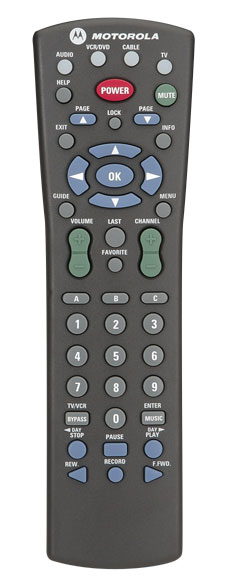 MOTOROLA
VCR/DVD CABLE
AUDIO TV
HELP POWER MUTE
PAGE LOCK PAGE
EXIT INFO
OK
GUIDE MENU
VOLUME LAST CHANNEL
+ +
FAVORITE
- -
A B C
1 2 3
4 5 6
7 8 9
TV/VCR ENTER
BYPASS 0 MUSIC
◄ DAY DAY ►
STOP PAUSE PLAY
REW. RECORD F.FWD.